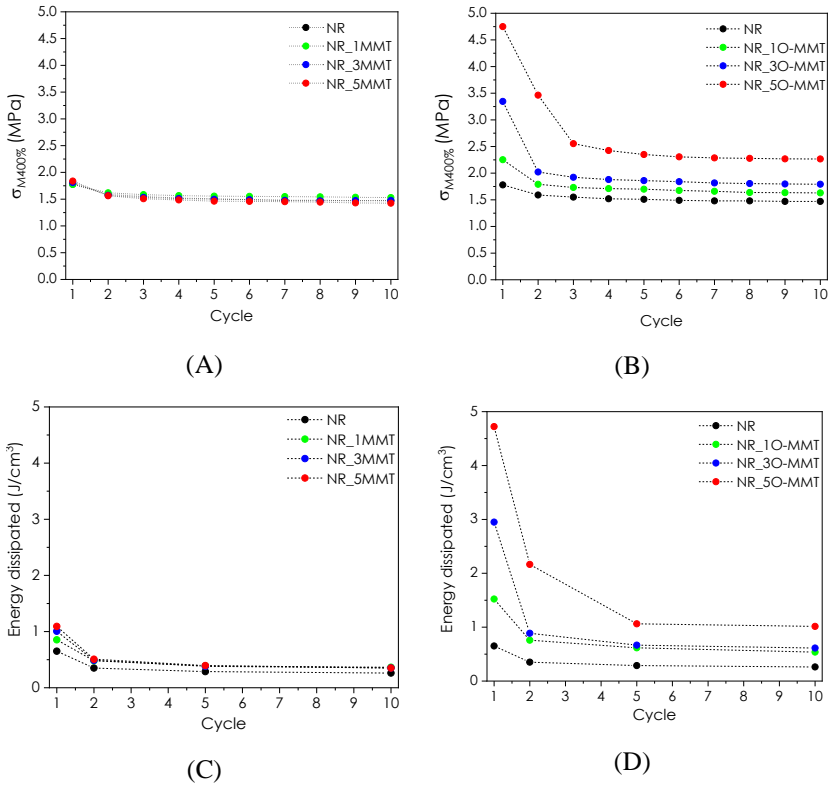 σM400% (MPa)
5.0
4.5
4.0
3.5
3.0
2.5
2.0
1.5
1.0
0.5
0.0
NR
NR_1MMT
NR_3MMT
NR_5MMT
1 2 3 4 5 6 7 8 9 10
Cycle
(A)
σM400% (MPa)
5.0
4.5
4.0
3.5
3.0
2.5
2.0
1.5
1.0
0.5
0.0
NR
NR_1O-MMT
NR_3O-MMT
NR_5O-MMT
1 2 3 4 5 6 7 8 9 10
Cycle
(B)
Energy dissipated (J/cm³)
5
4
3
2
1
0
NR
NR_1MMT
NR_3MMT
NR_5MMT
1 2 3 4 5 6 7 8 9 10
Cycle
(C)
Energy dissipated (J/cm³)
5
4
3
2
1
0
NR
NR_1O-MMT
NR_3O-MMT
NR_5O-MMT
1 2 3 4 5 6 7 8 9 10
Cycle
(D)